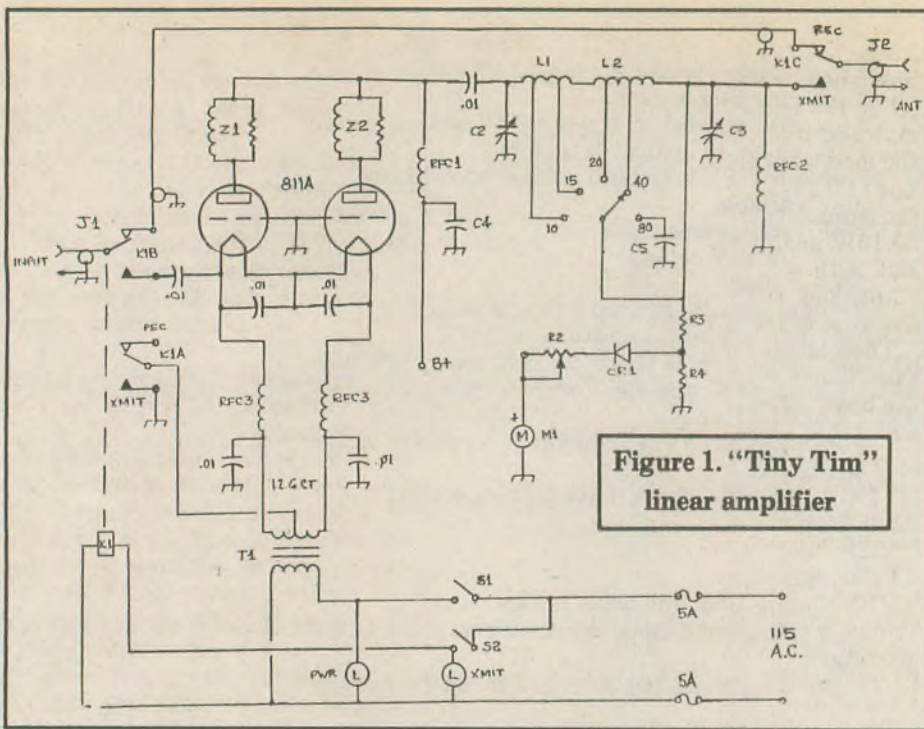 REC
J2
K1C
XMIT
ANT
L1
L2
.01
C2
C3
RFC2
Z1
Z2
RFC1
C4
20
15
40
10
80
C5
811A
J1
INPUT
K1B
.01
.01
.01
REC
K1A
XMIT
B+
R2
CR1
R3
R4
+
M
M1
RFC3
RFC3
.01
.01
12.6CT
T1
K1
Figure 1. “Tiny Tim”
linear amplifier
S1
5A
S2
115
A.C.
PWR
L
L
XMIT
5A